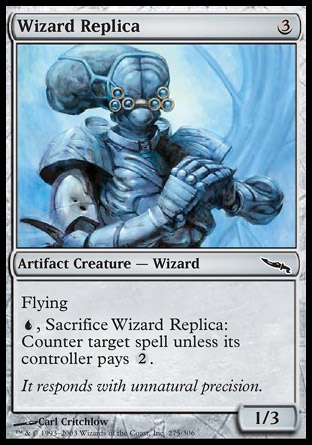 Wizard Replica 3
Artifact Creature — Wizard
Flying
, Sacrifice Wizard Replica:
Counter target spell unless its
controller pays 2.
It responds with unnatural precision.
Carl Critchlow
™ & © 1993–2003 Wizards of the Coast, Inc. 275/306
1/3